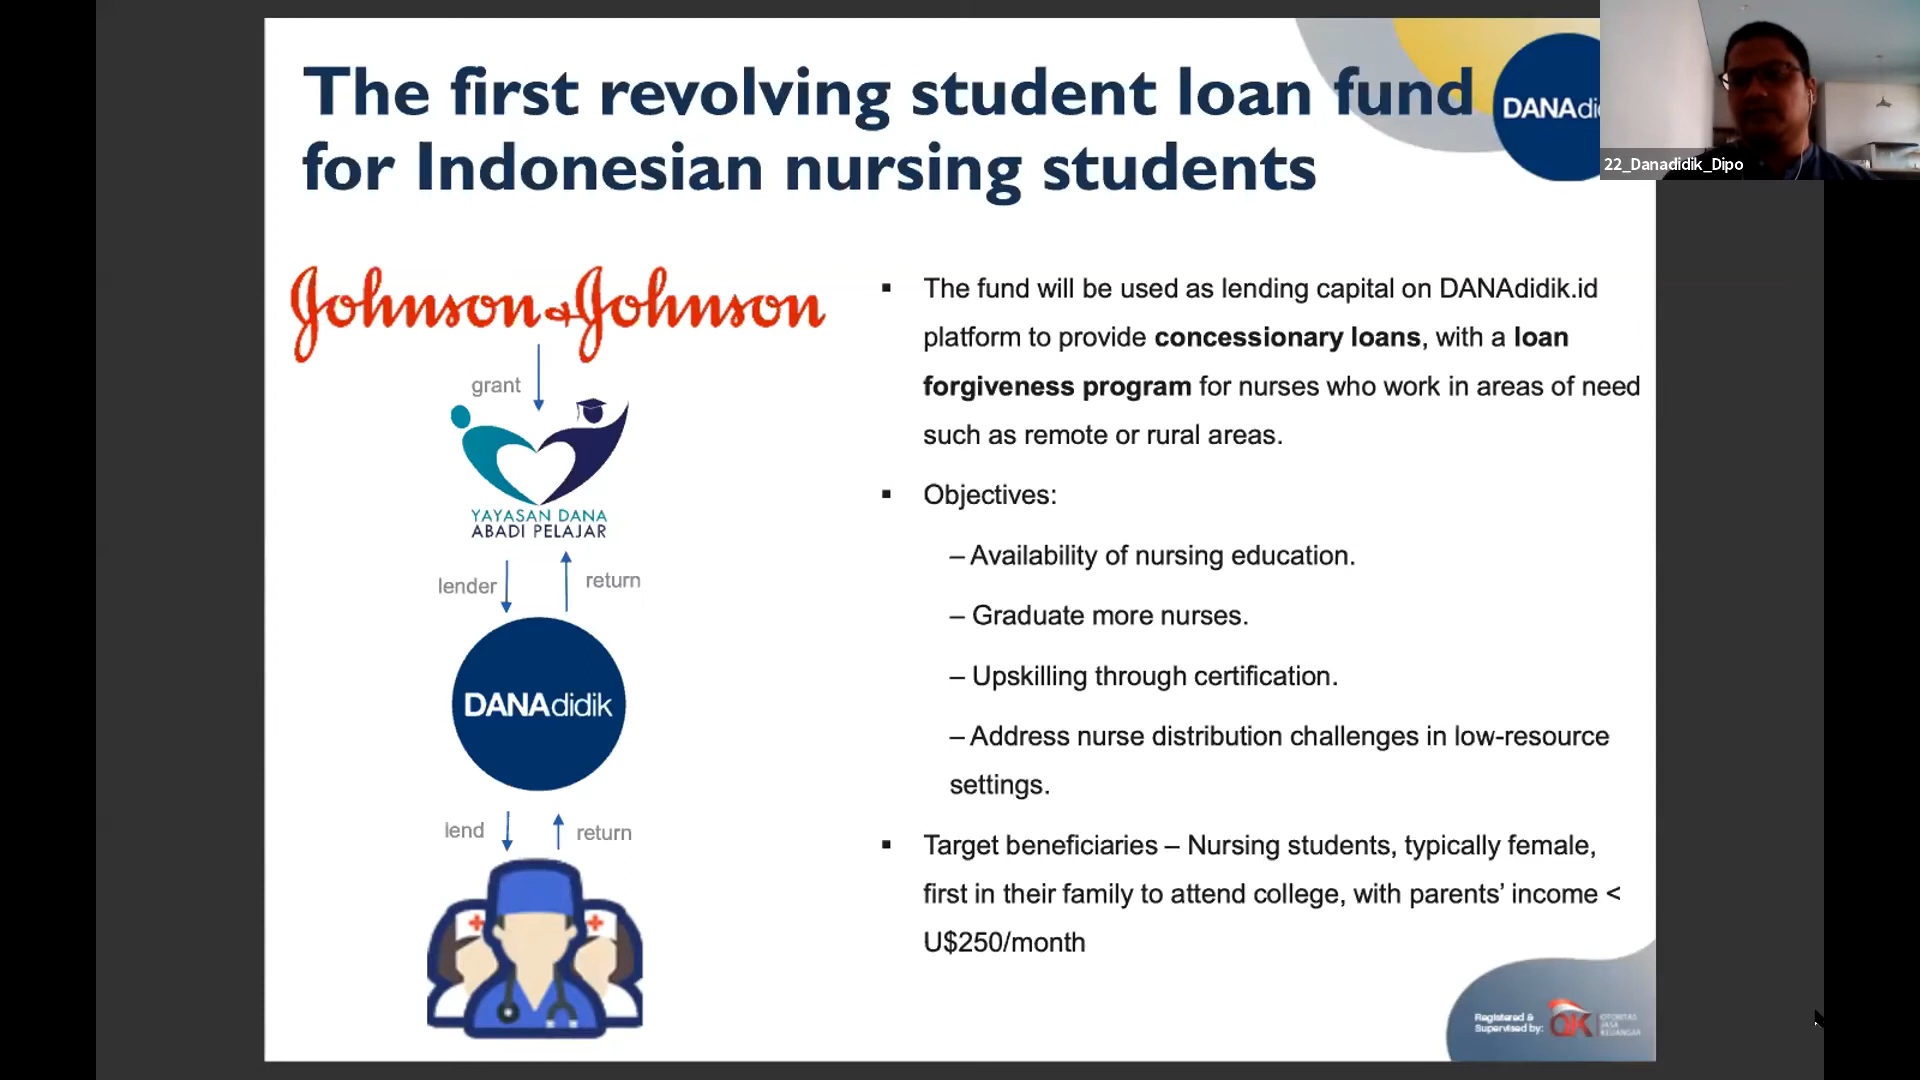 The first revolving student loan fund
for Indonesian nursing students
DANAdi
22_Danadidik_Dipo
Johnson & Johnson
grant
YAYASAN DANA
ABADI PELAJAR
lender
return
DANAdidik
lend
return
▪ The fund will be used as lending capital on DANAdidik.id
platform to provide concessionary loans, with a loan
forgiveness program for nurses who work in areas of need
such as remote or rural areas.
▪ Objectives:
– Availability of nursing education.
– Graduate more nurses.
– Upskilling through certification.
– Address nurse distribution challenges in low-resource
settings.
▪ Target beneficiaries – Nursing students, typically female,
first in their family to attend college, with parents’ income <
U$250/month
Registered &
Supervised by:
OJK
OTORITAS
JASA
KEUANGAN